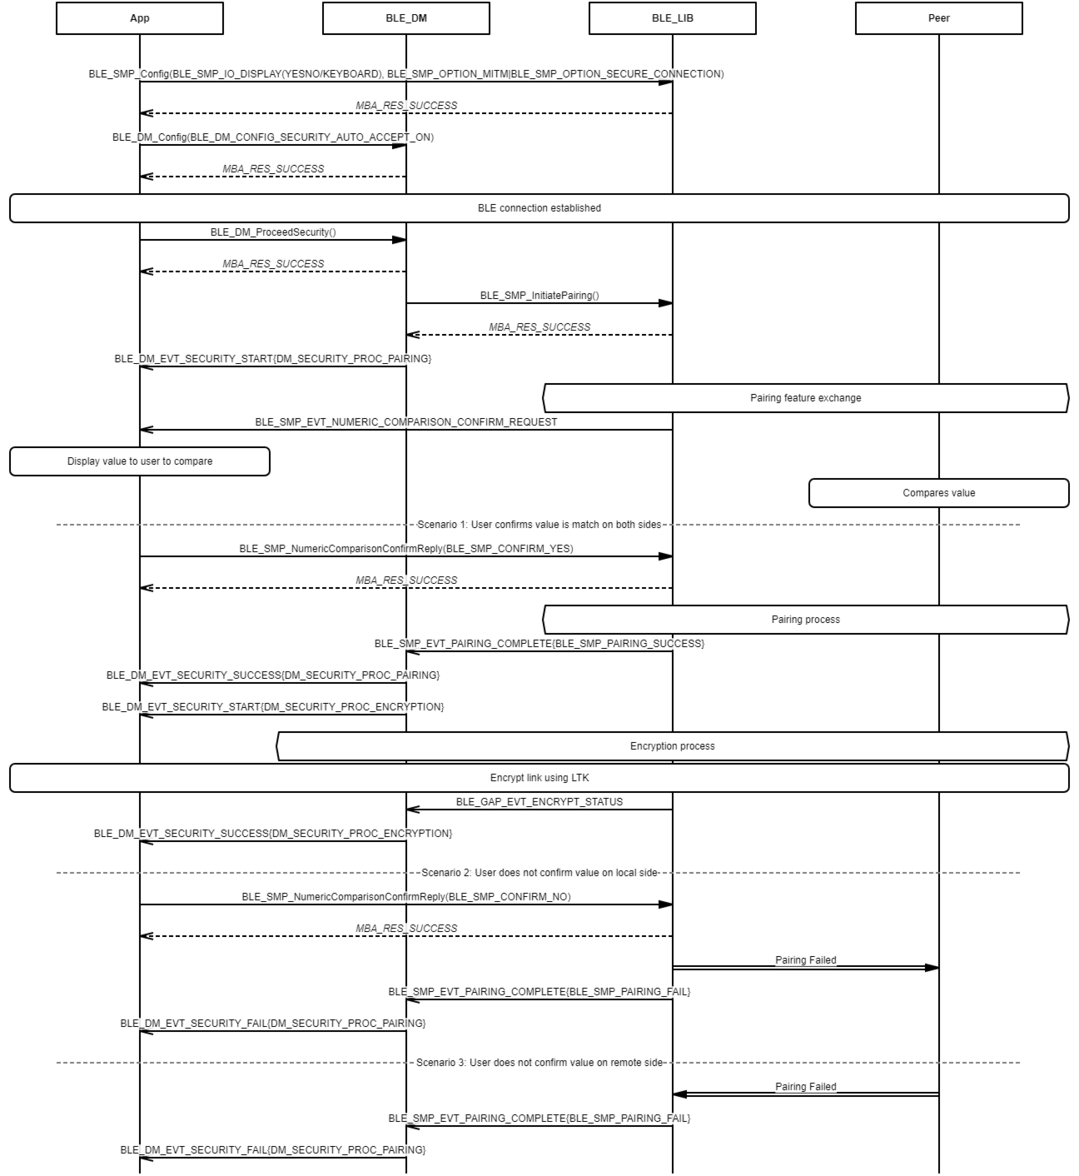 App
BLE_DM
BLE_LIB
Peer
BLE_SMP_Config(BLE_SMP_IO_DISPLAY(YESNO/KEYBOARD), BLE_SMP_OPTION_MITM|BLE_SMP_OPTION_SECURE_CONNECTION)
MBA_RES_SUCCESS
BLE_DM_Config(BLE_DM_CONFIG_SECURITY_AUTO_ACCEPT_ON)
MBA_RES_SUCCESS
BLE connection established
BLE_DM_ProceedSecurity()
MBA_RES_SUCCESS
BLE_SMP_InitiatePairing()
MBA_RES_SUCCESS
BLE_DM_EVT_SECURITY_START{DM_SECURITY_PROC_PAIRING}
Pairing feature exchange
BLE_SMP_EVT_NUMERIC_COMPARISON_CONFIRM_REQUEST
Display value to user to compare
Compares value
Scenario 1: User confirms value is match on both sides
BLE_SMP_NumericComparisonConfirmReply(BLE_SMP_CONFIRM_YES)
MBA_RES_SUCCESS
Pairing process
BLE_SMP_EVT_PAIRING_COMPLETE{BLE_SMP_PAIRING_SUCCESS}
BLE_DM_EVT_SECURITY_SUCCESS{DM_SECURITY_PROC_PAIRING}
BLE_DM_EVT_SECURITY_START{DM_SECURITY_PROC_ENCRYPTION}
Encryption process
Encrypt link using LTK
BLE_GAP_EVT_ENCRYPT_STATUS
BLE_DM_EVT_SECURITY_SUCCESS{DM_SECURITY_PROC_ENCRYPTION}
Scenario 2: User does not confirm value on local side
BLE_SMP_NumericComparisonConfirmReply(BLE_SMP_CONFIRM_NO)
MBA_RES_SUCCESS
Pairing Failed
BLE_SMP_EVT_PAIRING_COMPLETE{BLE_SMP_PAIRING_FAIL}
BLE_DM_EVT_SECURITY_FAIL{DM_SECURITY_PROC_PAIRING}
Scenario 3: User does not confirm value on remote side
Pairing Failed
BLE_SMP_EVT_PAIRING_COMPLETE{BLE_SMP_PAIRING_FAIL}
BLE_DM_EVT_SECURITY_FAIL{DM_SECURITY_PROC_PAIRING}